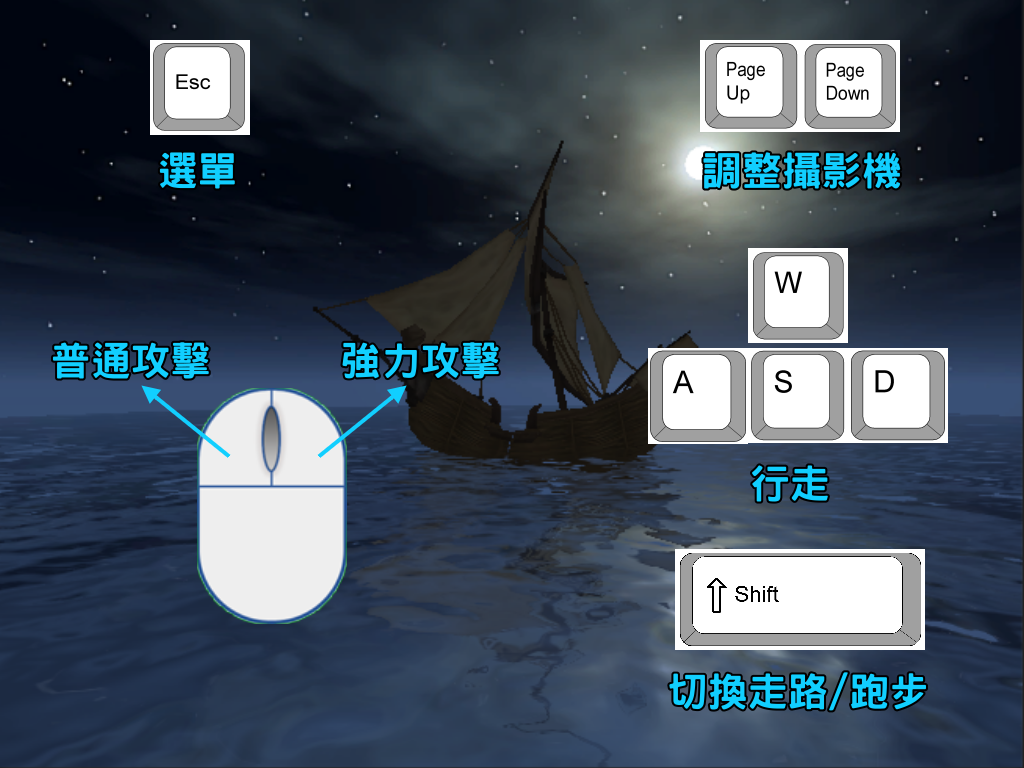 Esc
選單
Page Up
Page Down
調整攝影機
W
A S D
行走
普通攻擊
強力攻擊
⇧ Shift
切換走路/跑步